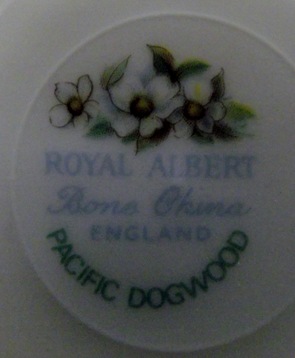 ROYAL ALBERT
Bone China
ENGLAND
PACIFIC DOGWOOD